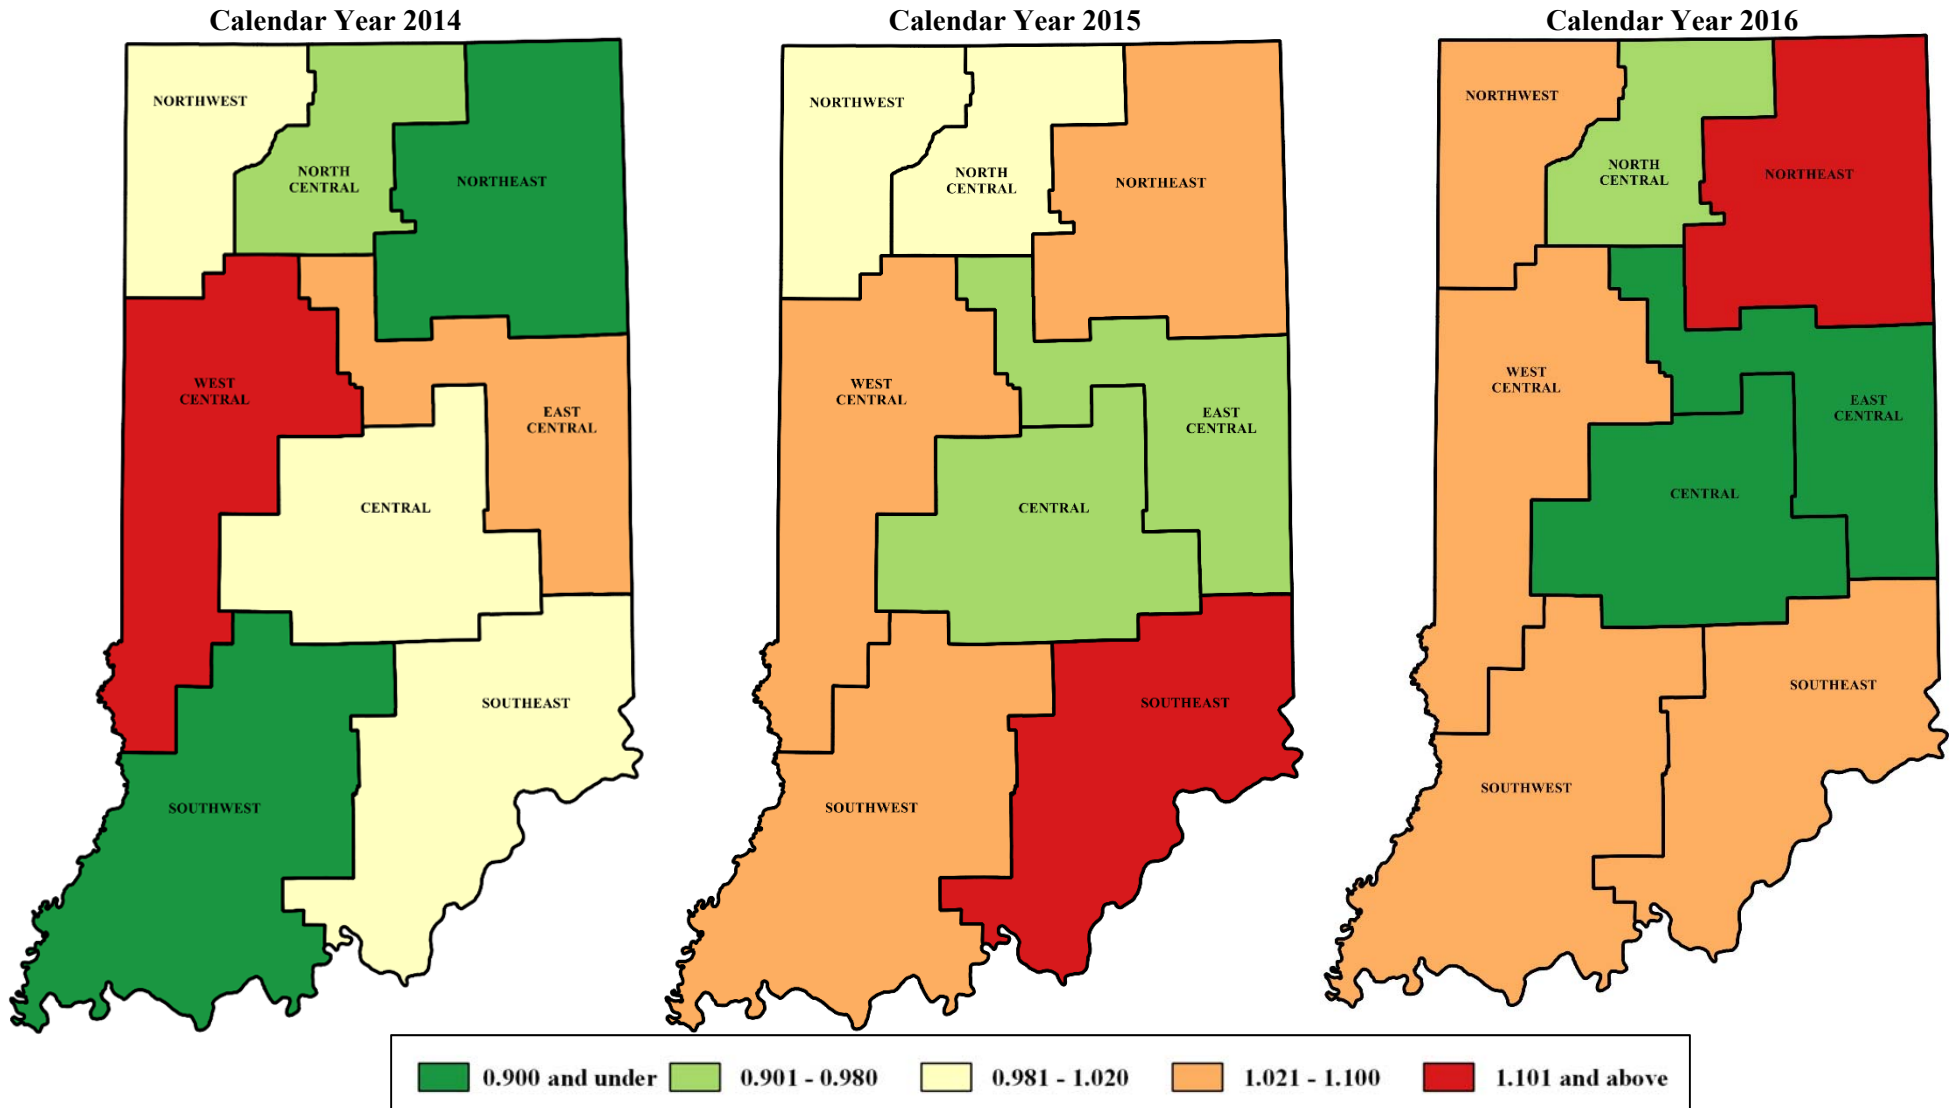 Calendar Year 2014
NORTHWEST
NORTH
CENTRAL
NORTHEAST
WEST
CENTRAL
EAST
CENTRAL
CENTRAL
SOUTHEAST
SOUTHWEST
Calendar Year 2015
NORTHWEST
NORTH
CENTRAL
NORTHEAST
WEST
CENTRAL
EAST
CENTRAL
CENTRAL
SOUTHEAST
SOUTHWEST
Calendar Year 2016
NORTHWEST
NORTH
CENTRAL
NORTHEAST
WEST
CENTRAL
EAST
CENTRAL
CENTRAL
SOUTHEAST
SOUTHWEST
0.900 and under
0.901 - 0.980
0.981 - 1.020
1.021 - 1.100
1.101 and above